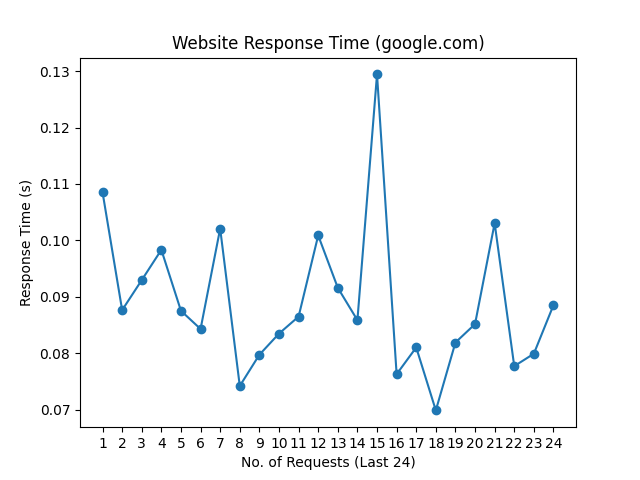 Website Response Time (google.com)
0.13
0.12
0.11
0.10
0.09
0.08
0.07
Response Time (s)
1 2 3 4 5 6 7 8 9 10 11 12 13 14 15 16 17 18 19 20 21 22 23 24
No. of Requests (Last 24)